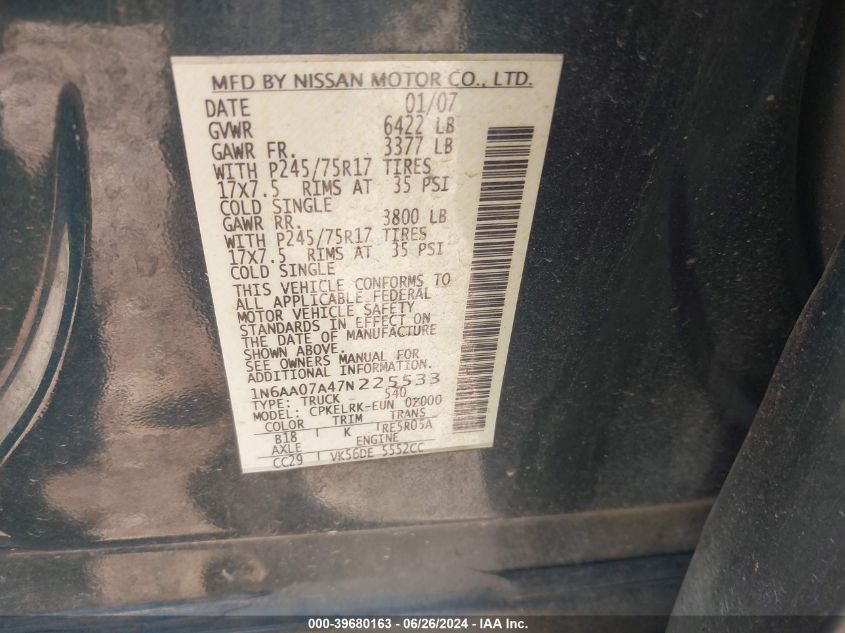 MFD BY NISSAN MOTOR CO., LTD.
DATE 01/07
GVWR 6422 LB
GAWR FR. 3377 LB
WITH P245/75R17 TIRES
17X7.5 RIMS AT 35 PSI
COLD SINGLE
GAWR RR. 3800 LB
WITH P245/75R17 TIRES
17X7.5 RIMS AT 35 PSI
COLD SINGLE
THIS VEHICLE CONFORMS TO
ALL APPLICABLE FEDERAL
MOTOR VEHICLE SAFETY
STANDARDS IN EFFECT ON
THE DATE OF MANUFACTURE
SHOWN ABOVE.
SEE OWNERS MANUAL FOR
ADDITIONAL INFORMATION.
1N6AA07A47N225533
TYPE: TRUCK 540
MODEL: CPKELRK-EUN 0Z000
COLOR TRIM TRANS
B18 K RE5R05A
AXLE ENGINE
CC29 VK56DE 5552CC
000-39680163 - 06/26/2024 - IAA Inc.